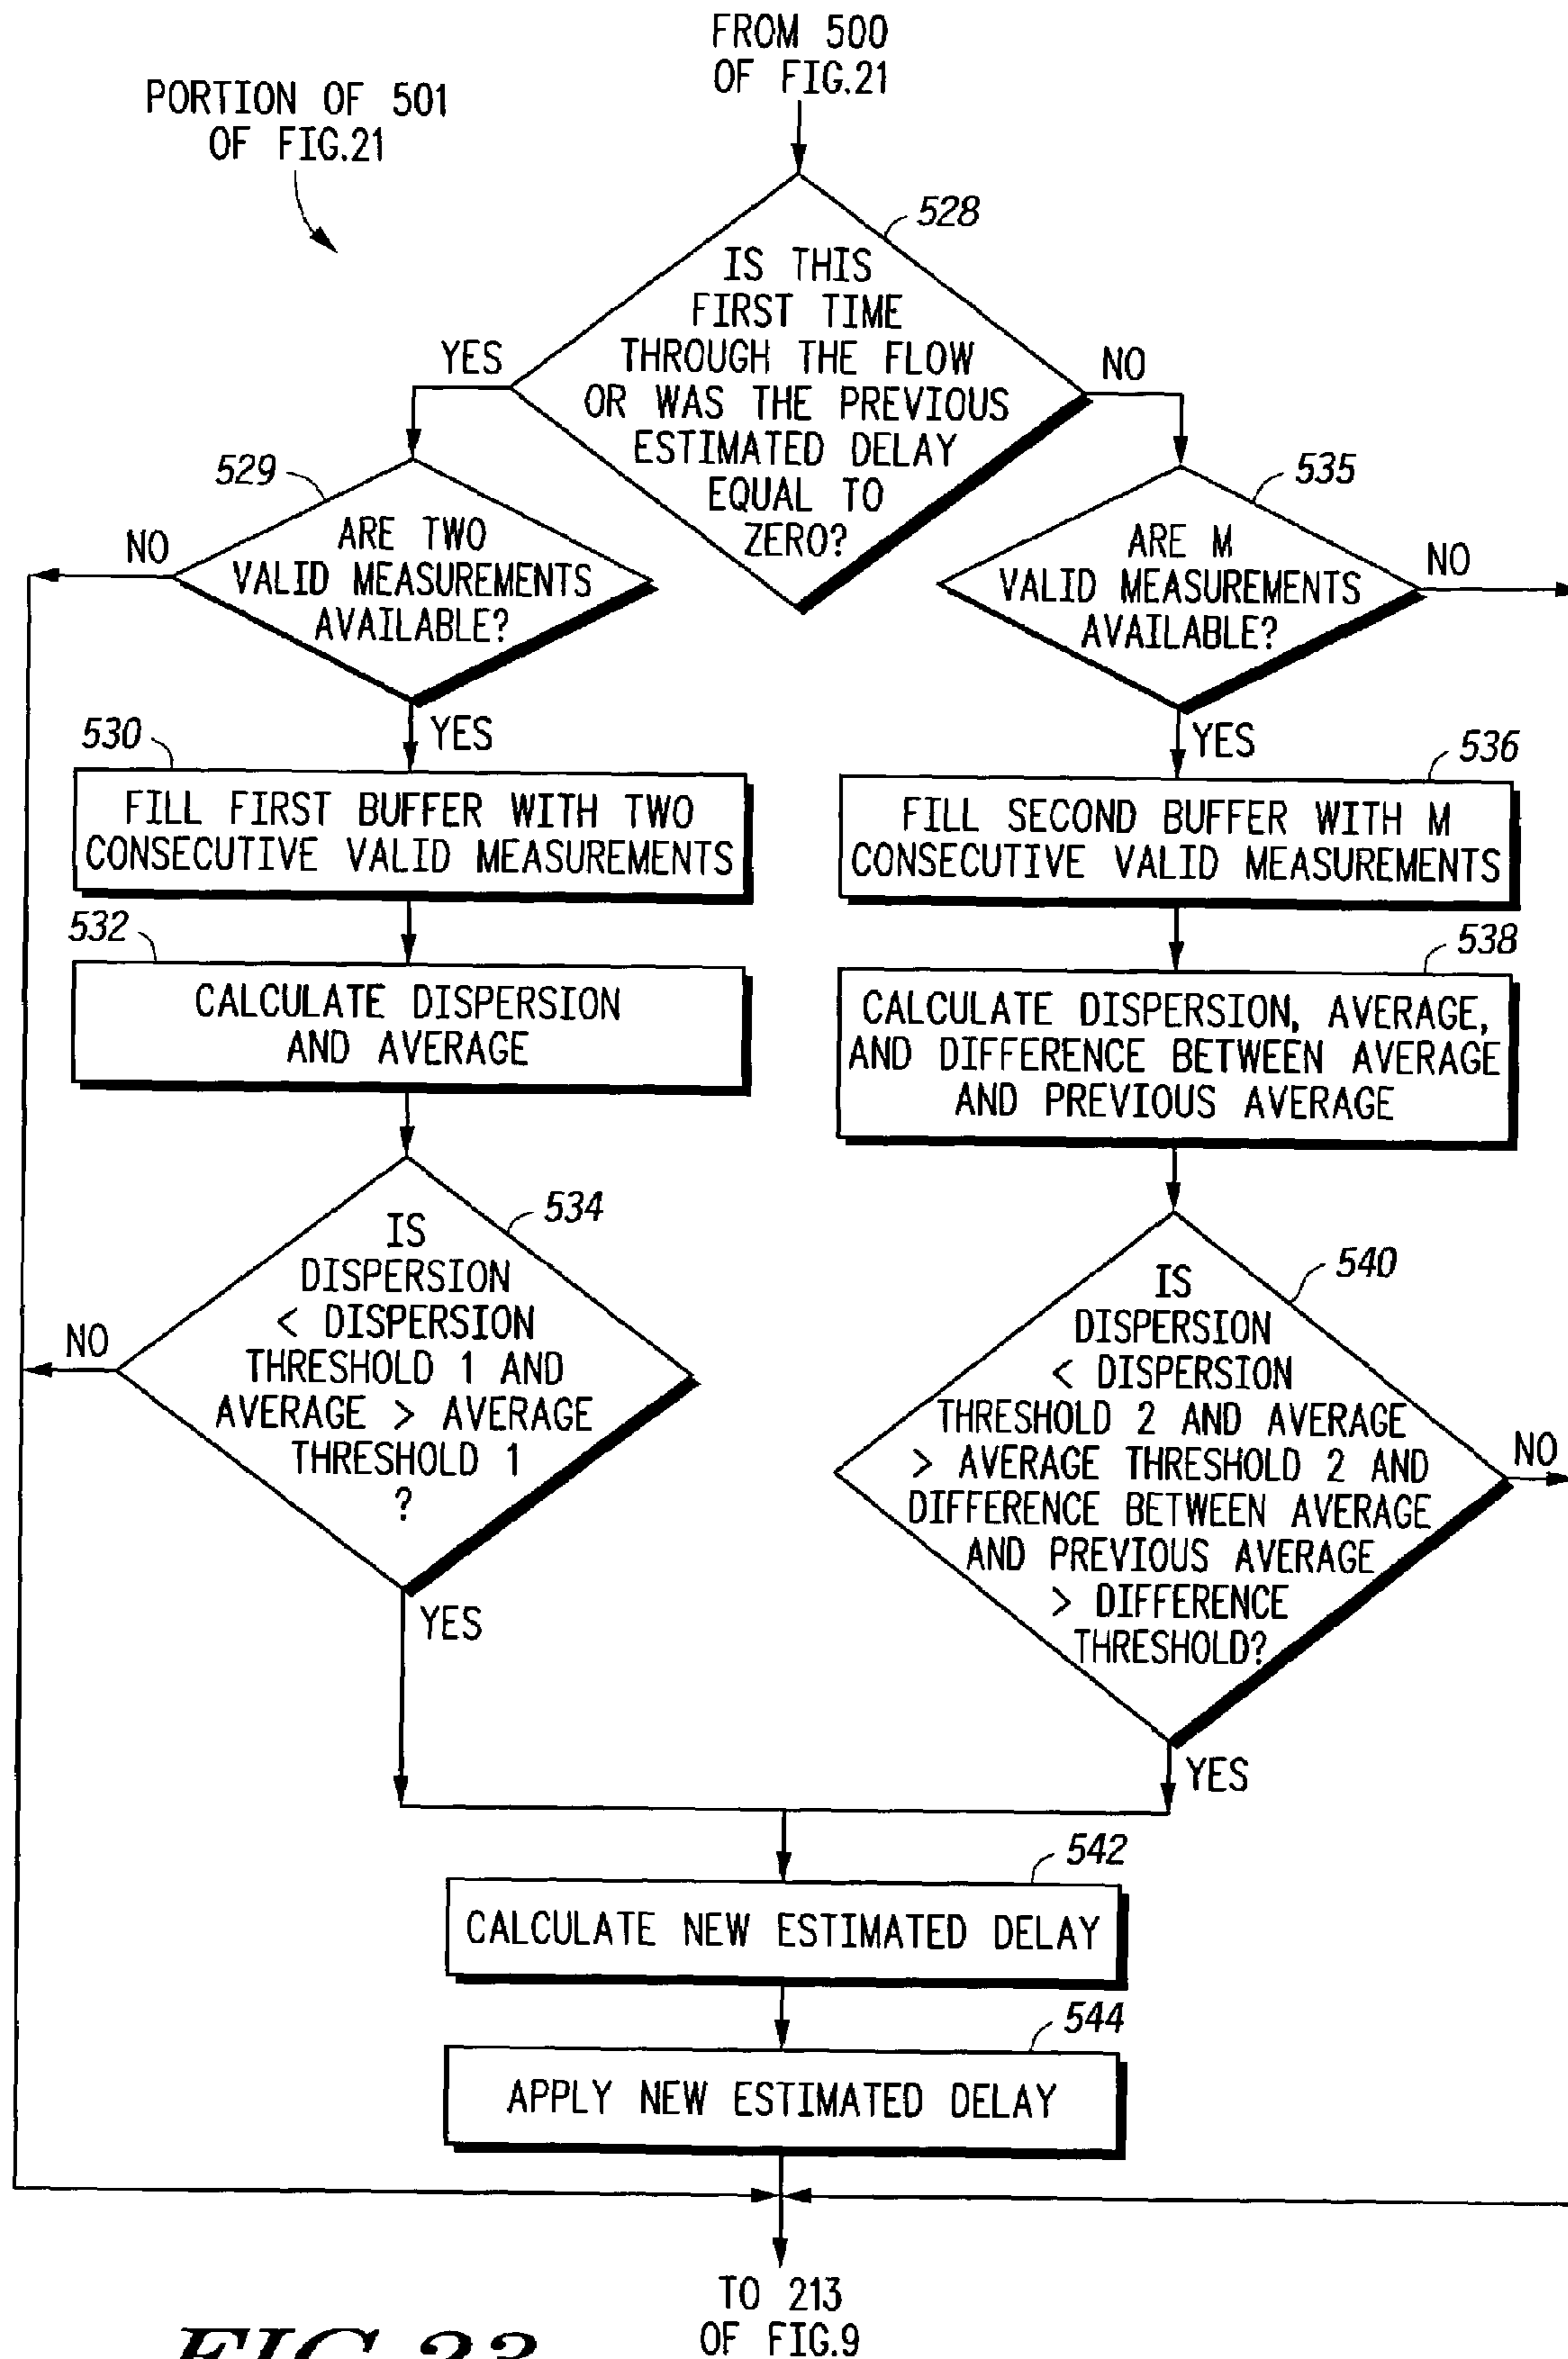 FROM 500
OF FIG.21
PORTION OF 501
OF FIG.21
528
IS THIS
FIRST TIME
THROUGH THE FLOW
OR WAS THE PREVIOUS
ESTIMATED DELAY
EQUAL TO
ZERO?
YES
NO
529
ARE TWO
VALID MEASUREMENTS
AVAILABLE?
NO
YES
535
ARE M
VALID MEASUREMENTS
AVAILABLE?
NO
YES
530
FILL FIRST BUFFER WITH TWO
CONSECUTIVE VALID MEASUREMENTS
536
FILL SECOND BUFFER WITH M
CONSECUTIVE VALID MEASUREMENTS
532
CALCULATE DISPERSION
AND AVERAGE
538
CALCULATE DISPERSION, AVERAGE,
AND DIFFERENCE BETWEEN AVERAGE
AND PREVIOUS AVERAGE
534
IS
DISPERSION
< DISPERSION
THRESHOLD 1 AND
AVERAGE > AVERAGE
THRESHOLD 1
?
NO
YES
540
IS
DISPERSION
< DISPERSION
THRESHOLD 2 AND AVERAGE
> AVERAGE THRESHOLD 2 AND
DIFFERENCE BETWEEN AVERAGE
AND PREVIOUS AVERAGE
> DIFFERENCE
THRESHOLD?
NO
YES
542
CALCULATE NEW ESTIMATED DELAY
544
APPLY NEW ESTIMATED DELAY
TO 213
OF FIG.9